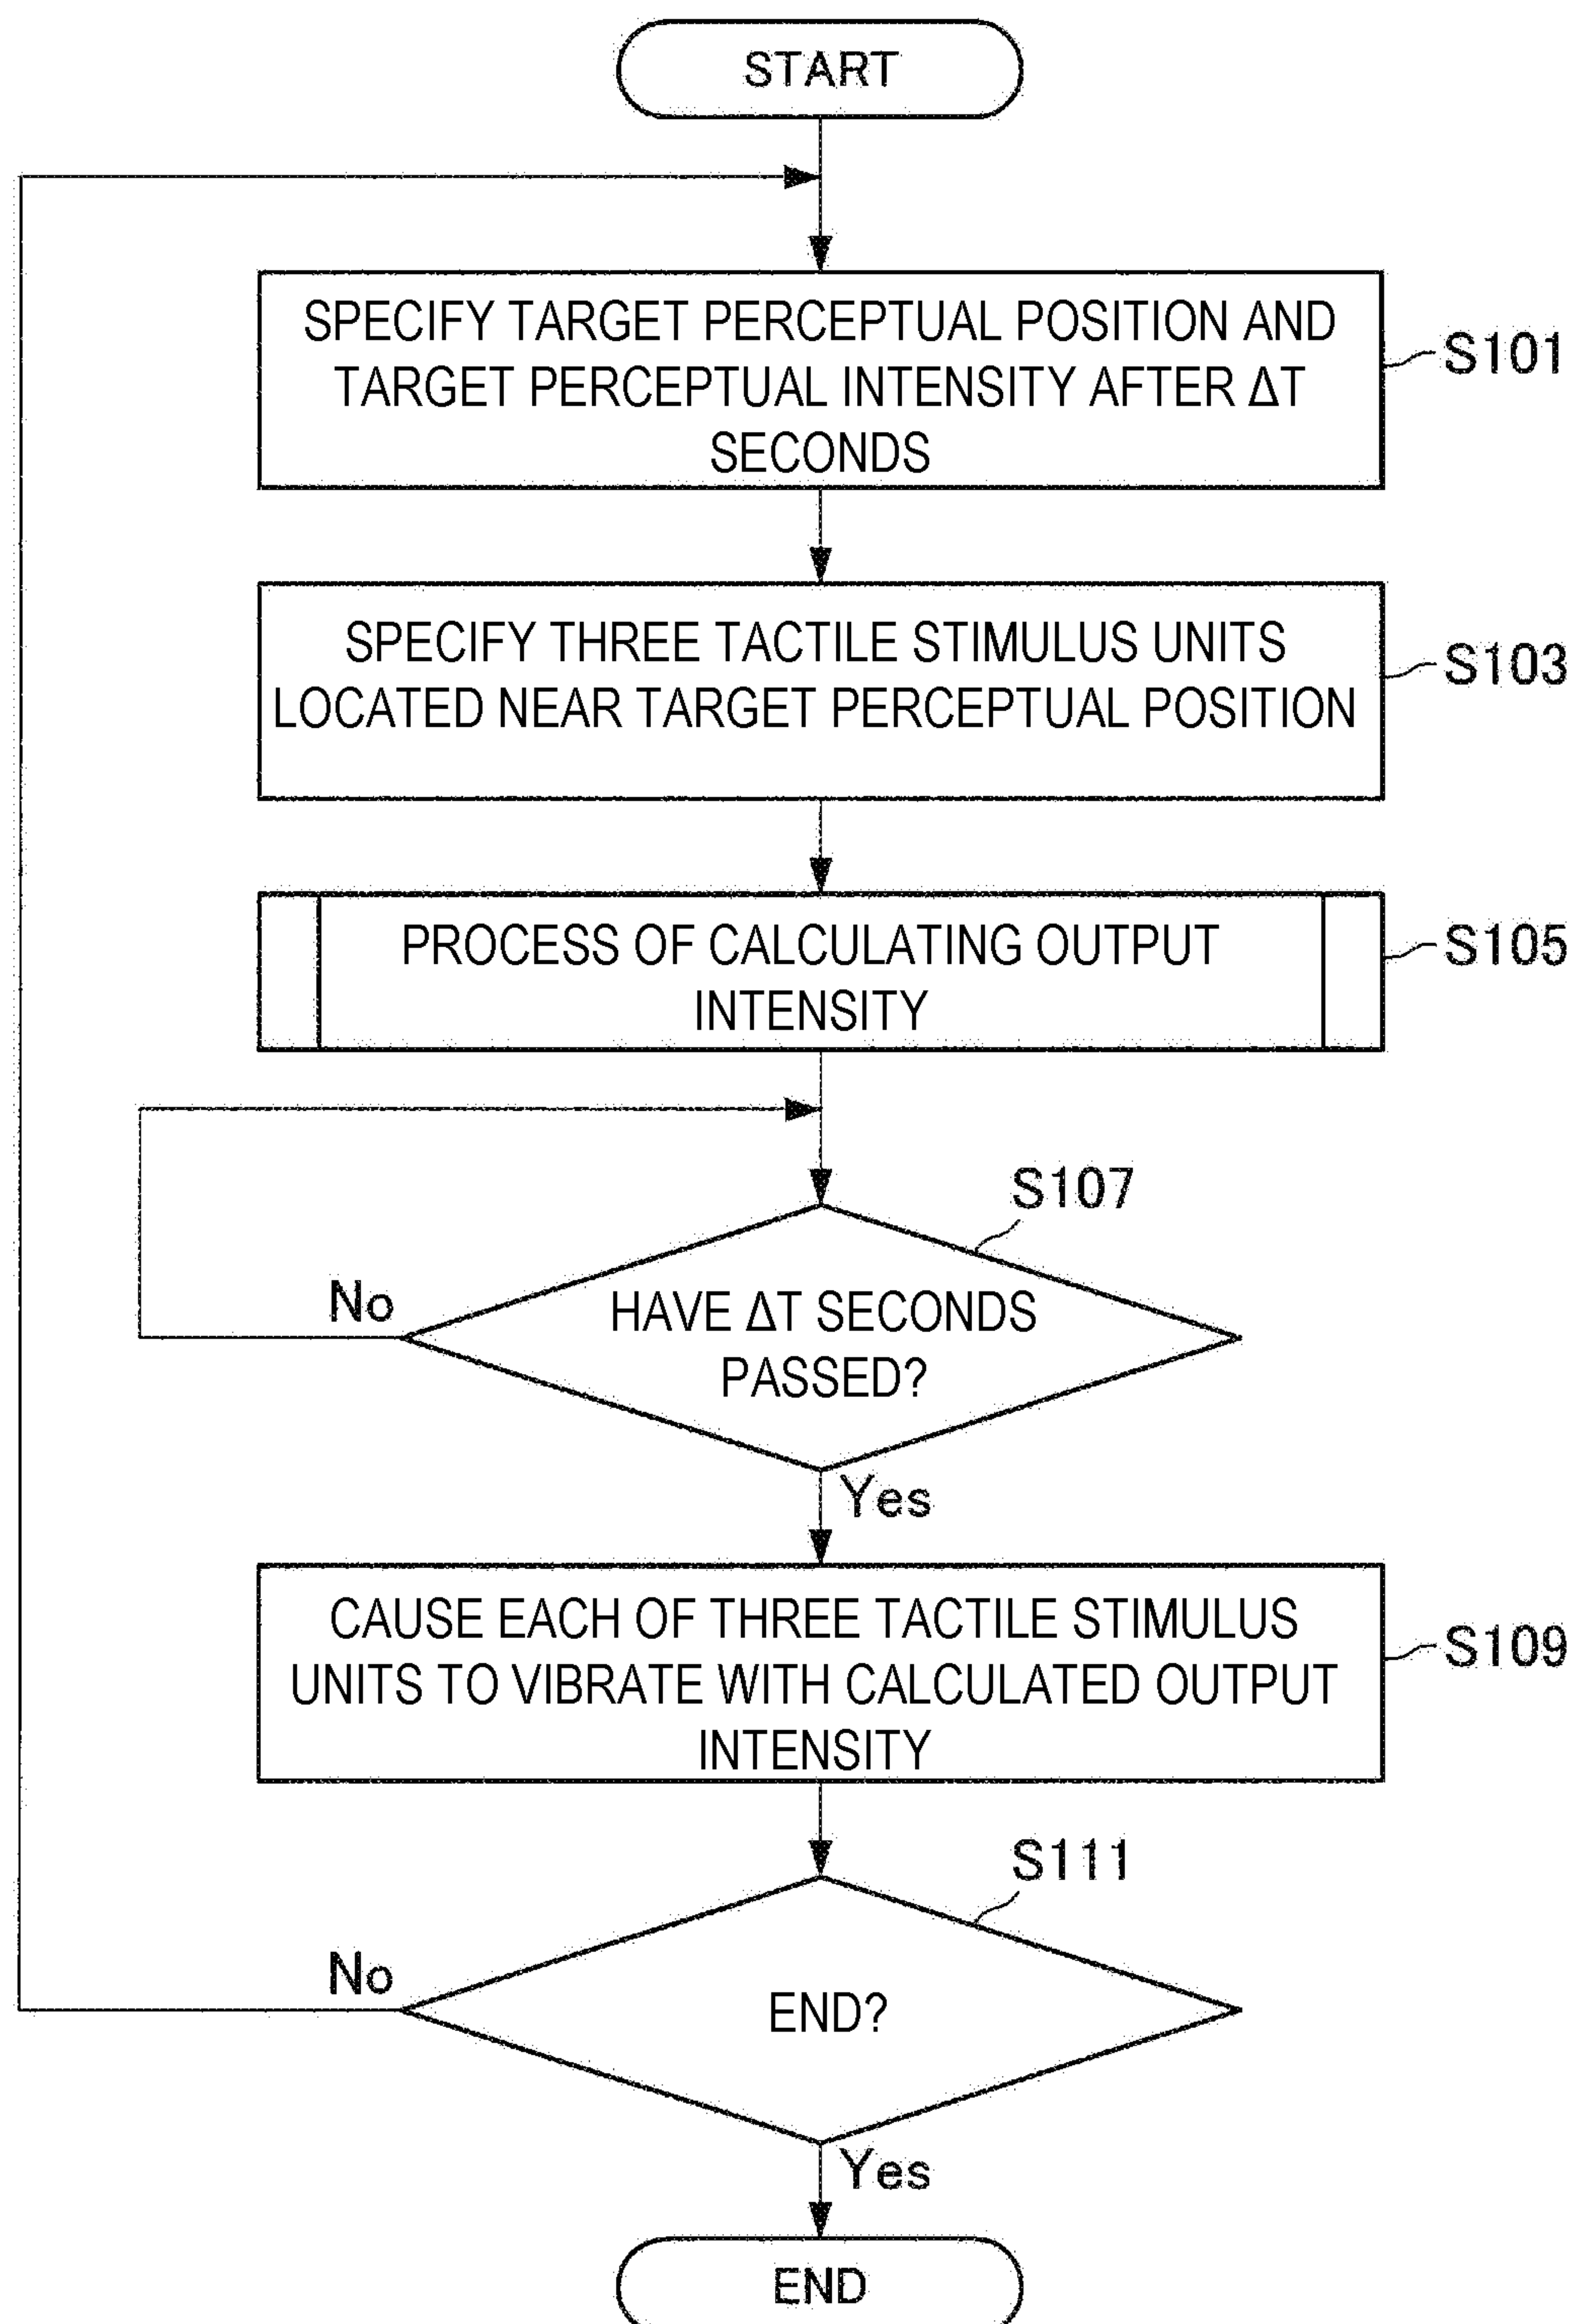 START
SPECIFY TARGET PERCEPTUAL POSITION AND
TARGET PERCEPTUAL INTENSITY AFTER ΔT
SECONDS
S101
SPECIFY THREE TACTILE STIMULUS UNITS
LOCATED NEAR TARGET PERCEPTUAL POSITION
S103
PROCESS OF CALCULATING OUTPUT
INTENSITY
S105
S107
HAVE ΔT SECONDS
PASSED?
No
Yes
CAUSE EACH OF THREE TACTILE STIMULUS
UNITS TO VIBRATE WITH CALCULATED OUTPUT
INTENSITY
S109
S111
END?
No
Yes
END